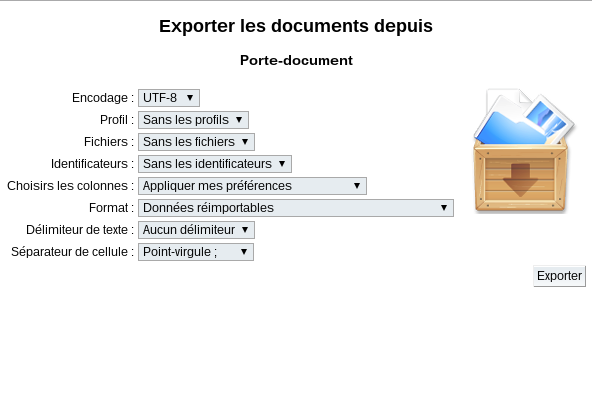 Exporter les documents depuis
Porte-document
Encodage : UTF-8
Profil : Sans les profils
Fichiers : Sans les fichiers
Identificateurs : Sans les identificateurs
Choisirs les colonnes : Appliquer mes préférences
Format : Données réimportables
Délimiteur de texte : Aucun délimiteur
Séparateur de cellule : Point-virgule ;
Exporter